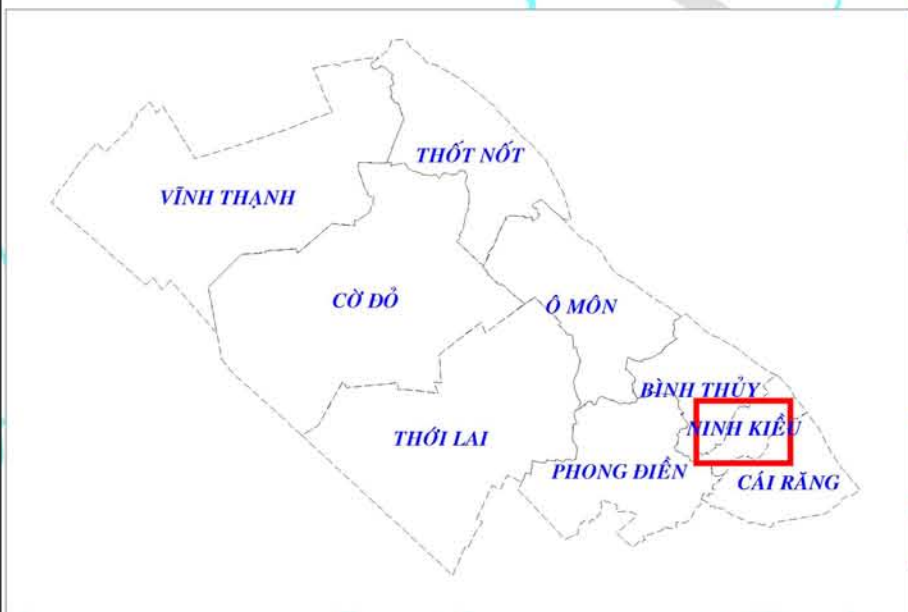 THỐT NỐT
VĨNH THẠNH
CỜ ĐỎ
Ô MÔN
BÌNH THỦY
NINH KIỀU
THỚI LAI
PHONG ĐIỀN
CÁI RĂNG